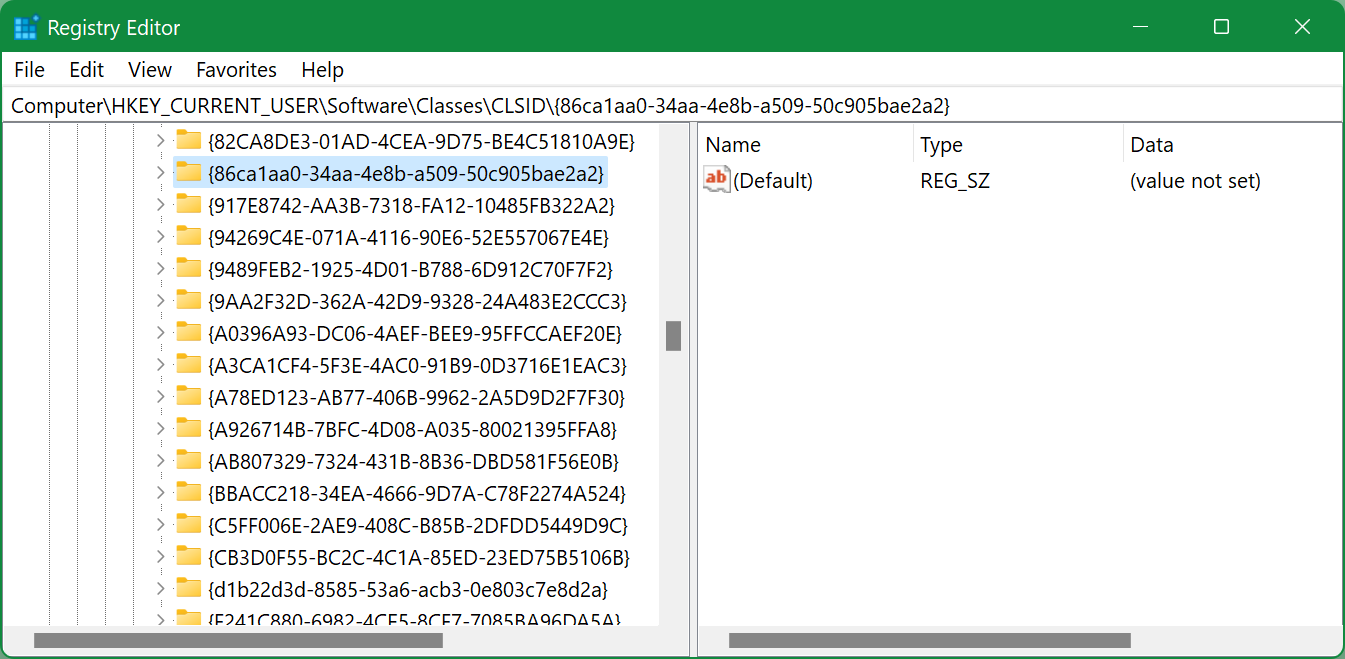 Registry Editor
File Edit View Favorites Help
Computer\HKEY_CURRENT_USER\Software\Classes\CLSID\{86ca1aa0-34aa-4e8b-a509-50c905bae2a2}
{82CA8DE3-01AD-4CEA-9D75-BE4C51810A9E}
{86ca1aa0-34aa-4e8b-a509-50c905bae2a2}
{917E8742-AA3B-7318-FA12-10485FB322A2}
{94269C4E-071A-4116-90E6-52E557067E4E}
{9489FEB2-1925-4D01-B788-6D912C70F7F2}
{9AA2F32D-362A-42D9-9328-24A483E2CCC3}
{A0396A93-DC06-4AEF-BEE9-95FFCCAEF20E}
{A3CA1CF4-5F3E-4AC0-91B9-0D3716E1EAC3}
{A78ED123-AB77-406B-9962-2A5D9D2F7F30}
{A926714B-7BFC-4D08-A035-80021395FFA8}
{AB807329-7324-431B-8B36-DBD581F56E0B}
{BBACC218-34EA-4666-9D7A-C78F2274A524}
{C5FF006E-2AE9-408C-B85B-2DFDD5449D9C}
{CB3D0F55-BC2C-4C1A-85ED-23ED75B5106B}
{d1b22d3d-8585-53a6-acb3-0e803c7e8d2a}
Name Type Data
ab (Default) REG_SZ (value not set)